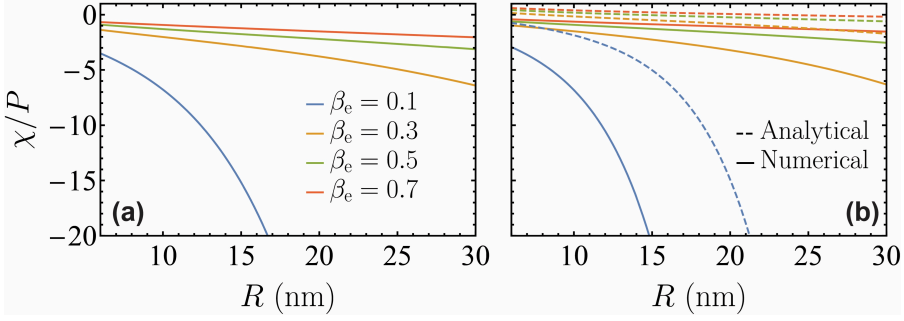 χ/P
0
−5
−10
−15
−20
β_e = 0.1
β_e = 0.3
β_e = 0.5
β_e = 0.7
(a)
10 15 20 25 30
R (nm)
Analytical
Numerical
(b)
10 15 20 25 30
R (nm)